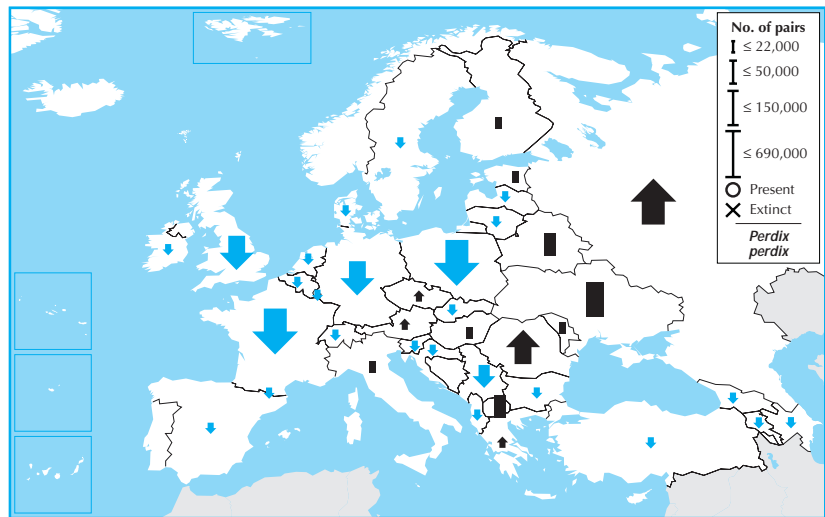 No. of pairs
≤ 22,000
≤ 50,000
≤ 150,000
≤ 690,000
Present
Extinct
Perdix
perdix